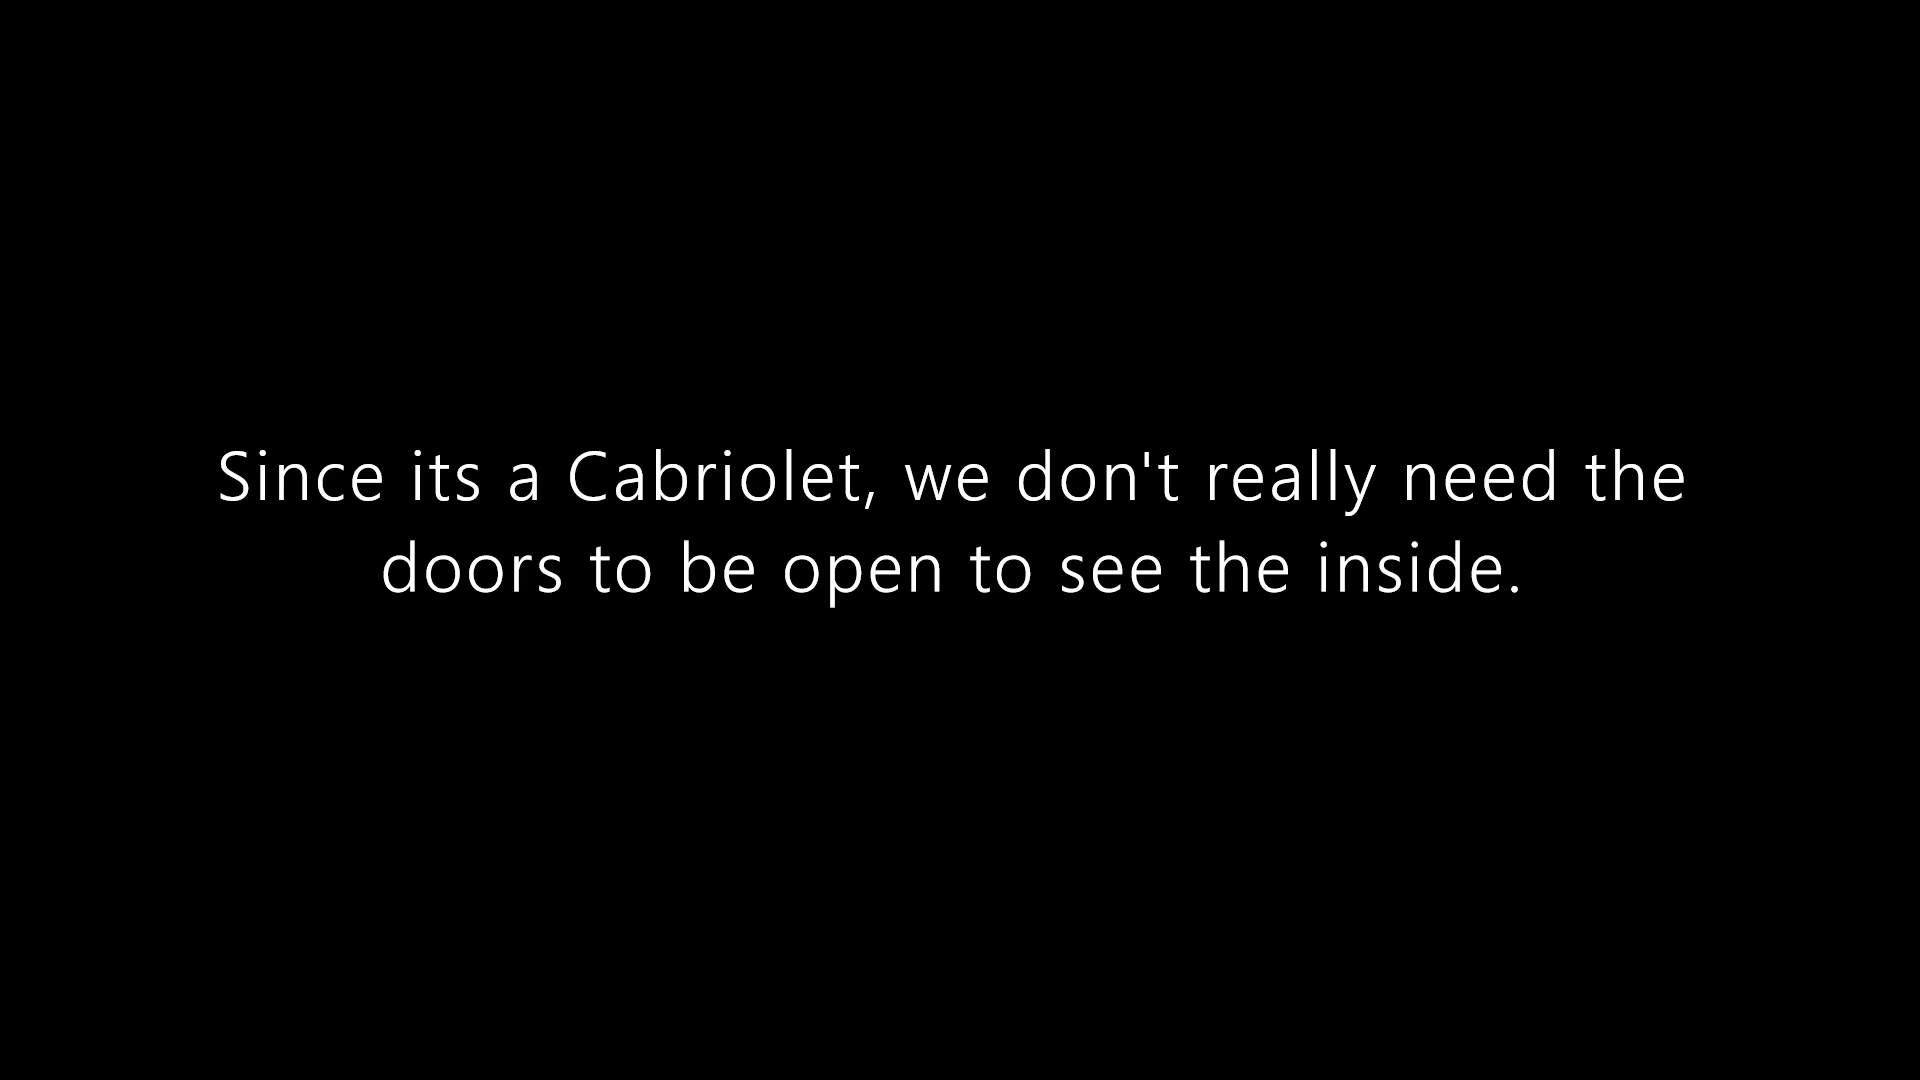 Since its a Cabriolet, we don't really need the
doors to be open to see the inside.